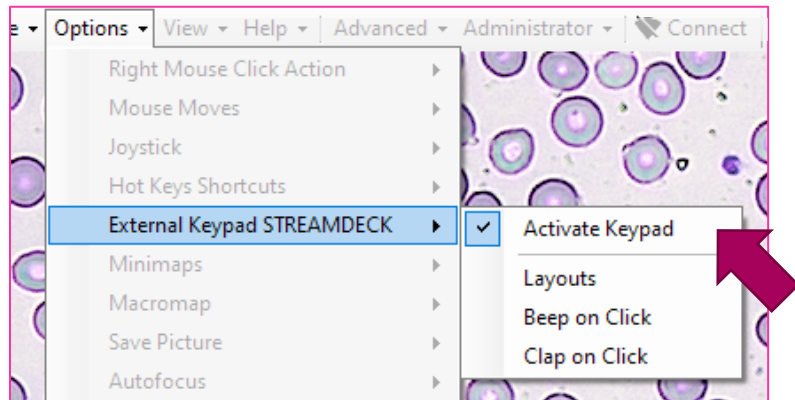 e Options View Help Advanced Administrator Connect
Right Mouse Click Action
Mouse Moves
Joystick
Hot Keys Shortcuts
External Keypad STREAMDECK
Activate Keypad
Minimaps
Layouts
Macromap
Beep on Click
Save Picture
Clap on Click
Autofocus